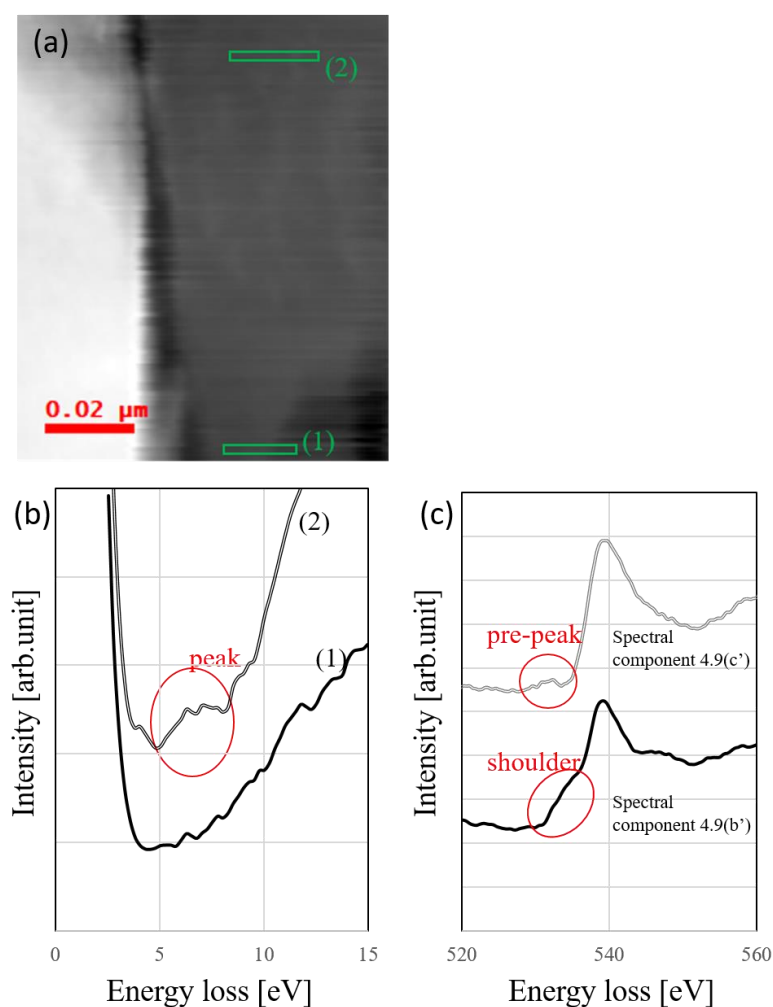 (a)
(2)
0.02 µm
(1)
(b)
(2)
peak
(1)
Intensity [arb.unit]
0 5 10 15
Energy loss [eV]
(c)
pre-peak
Spectral
component 4.9(c’)
shoulder
Spectral
component 4.9(b’)
Intensity [arb.unit]
520 540 560
Energy loss [eV]